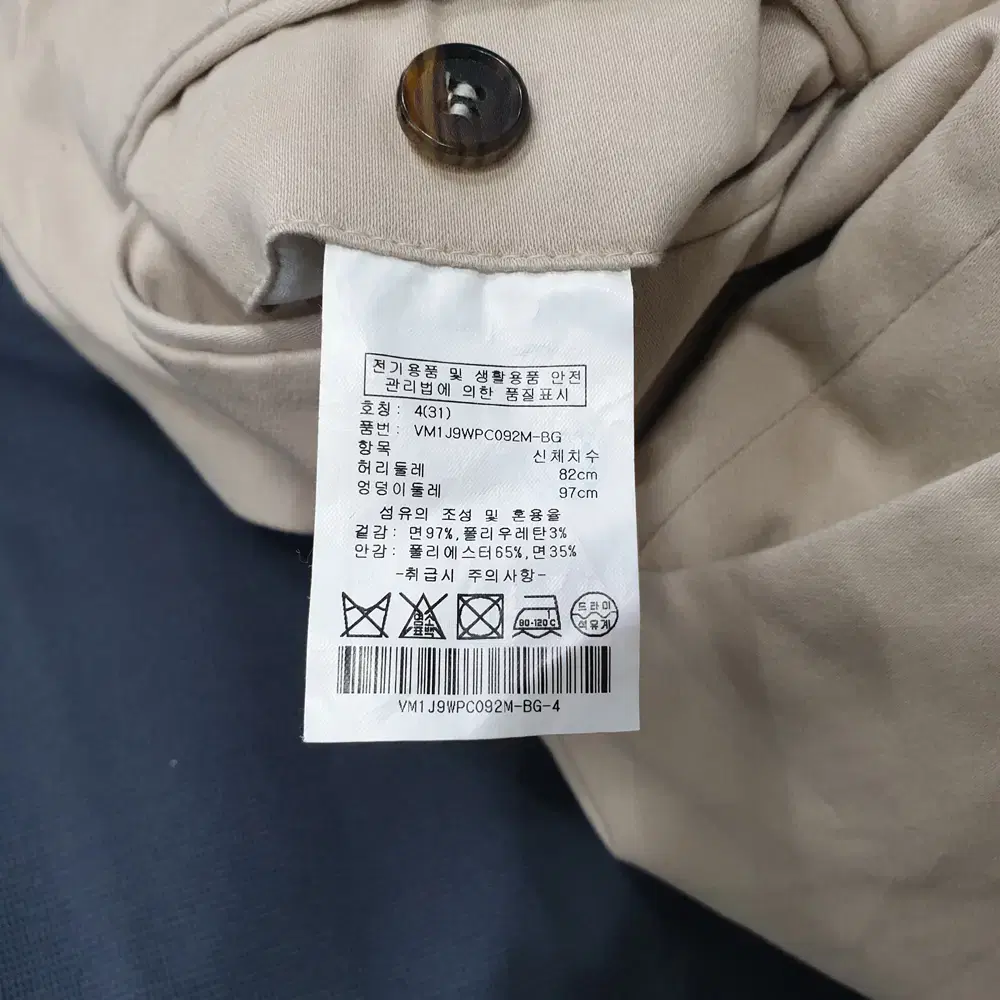 전기용품 및 생활용품 안전
관리법에 의한 품질표시
호칭: 4(31)
품번: VM1J9WPC092M-BG
항목 신체치수
허리둘레 82cm
엉덩이둘레 97cm
섬유의 조성 및 혼용율
겉감: 면97%,폴리우레탄3%
안감: 폴리에스터65%,면35%
-취급시 주의사항-
80-120℃ 드라이
석유계
VM1J9WPC092M-BG-4